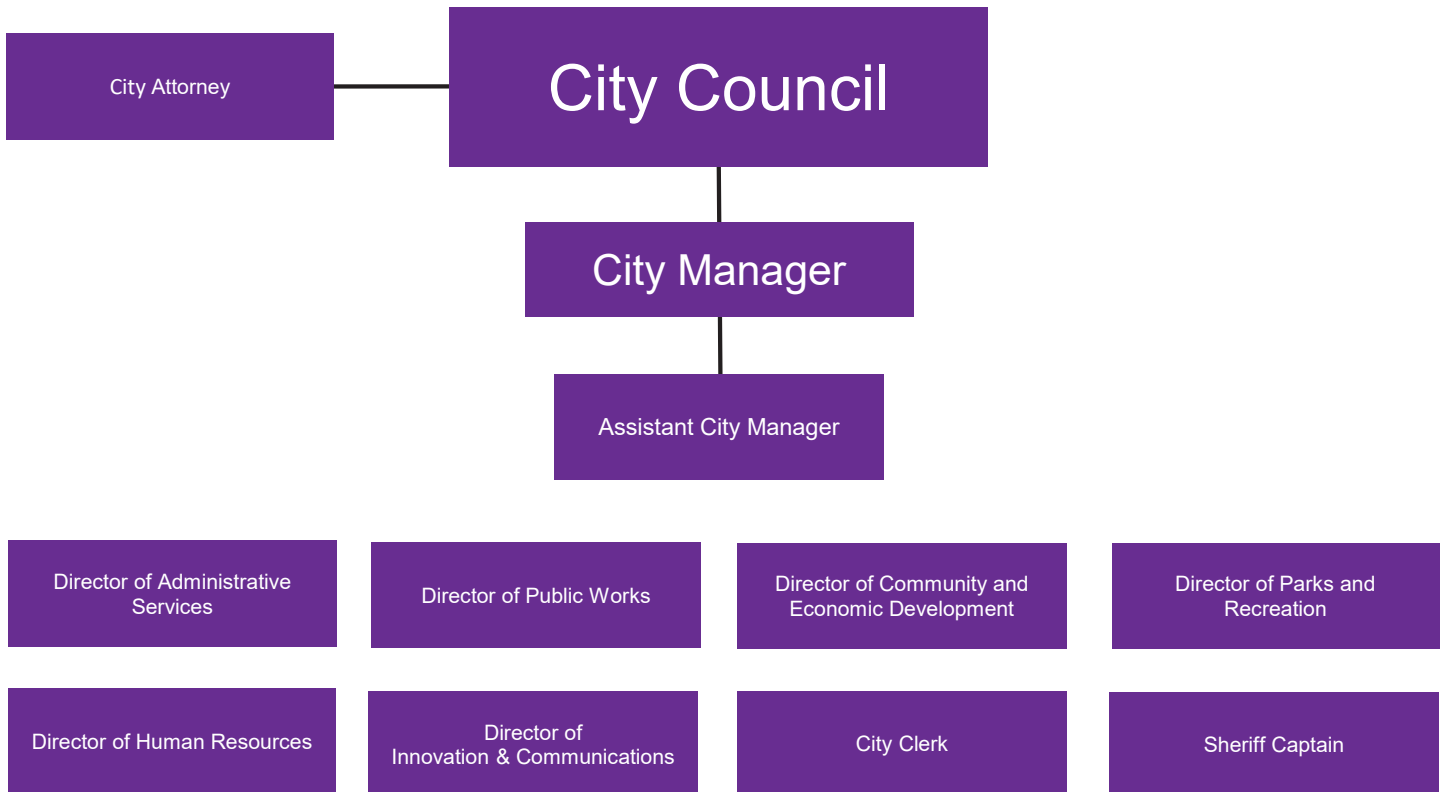 City Attorney
City Council
City Manager
Assistant City Manager
Director of Administrative
Services
Director of Public Works
Director of Community and
Economic Development
Director of Parks and
Recreation
Director of Human Resources
Director of
Innovation & Communications
City Clerk
Sheriff Captain